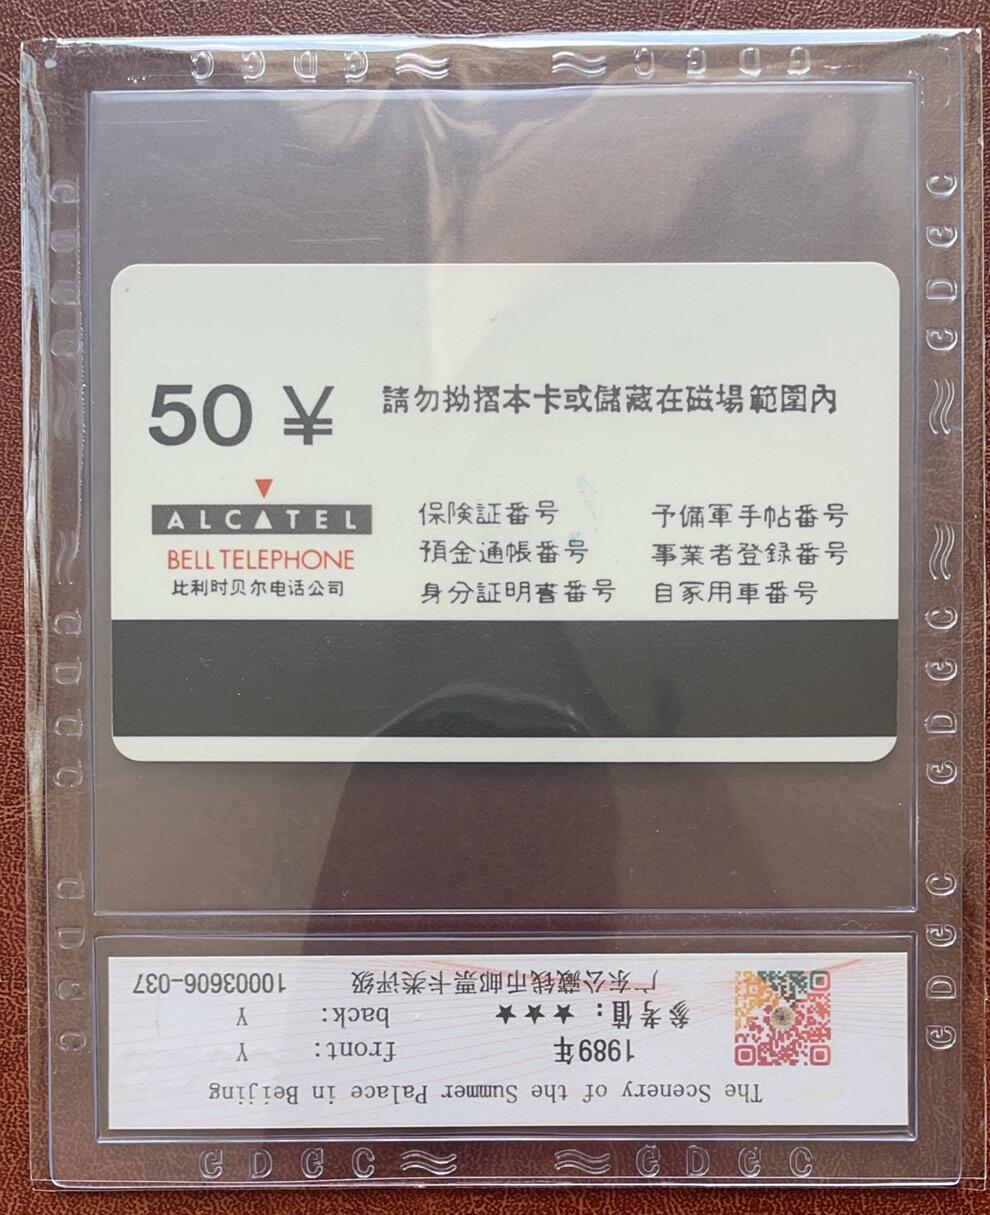 C G D C C G D G
50 ¥
請勿拗摺本卡或儲藏在磁場範圍內
ALCATEL
BELL TELEPHONE
比利时贝尔电话公司
保険証番号
預金通帳番号
身分証明書番号
予備軍手帖番号
事業者登録番号
自家用車番号
The Scenery of the Summer Palace in Beijing
1989年
front: Y
参考值：★★★
back: Y
广东公藏钱币邮票卡类评级
10003606-037
G D G C G D G C